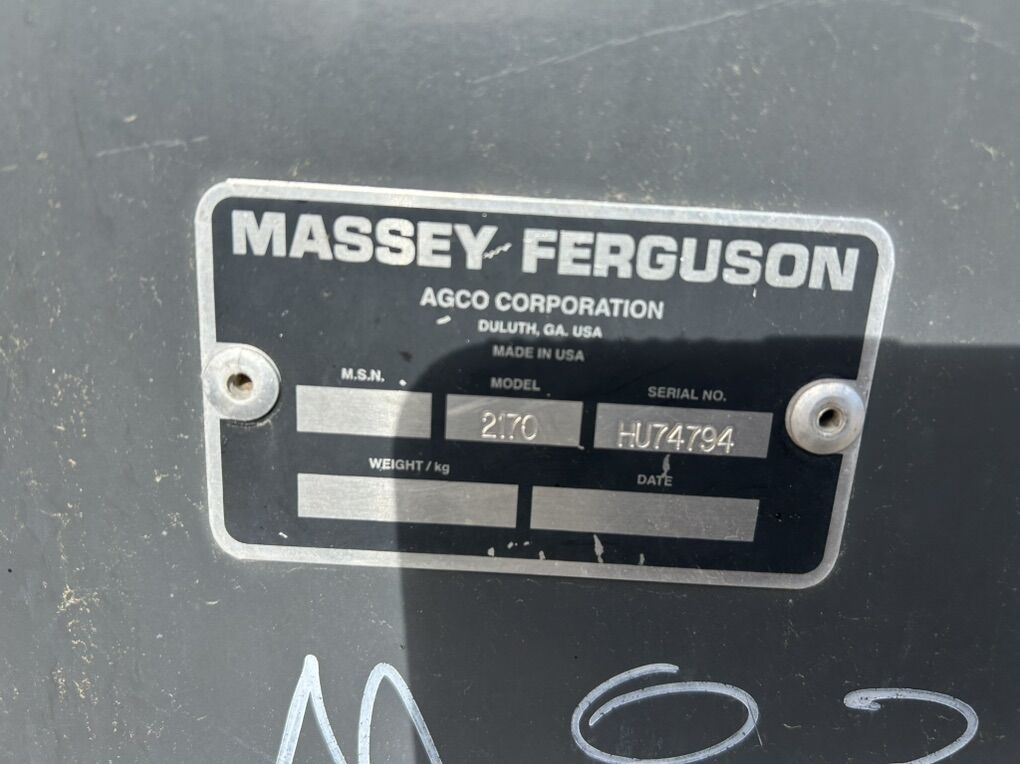 MASSEY FERGUSON
AGCO CORPORATION
DULUTH, GA. USA
MADE IN USA
M.S.N. MODEL SERIAL NO.
2170 HU74794
WEIGHT / kg DATE